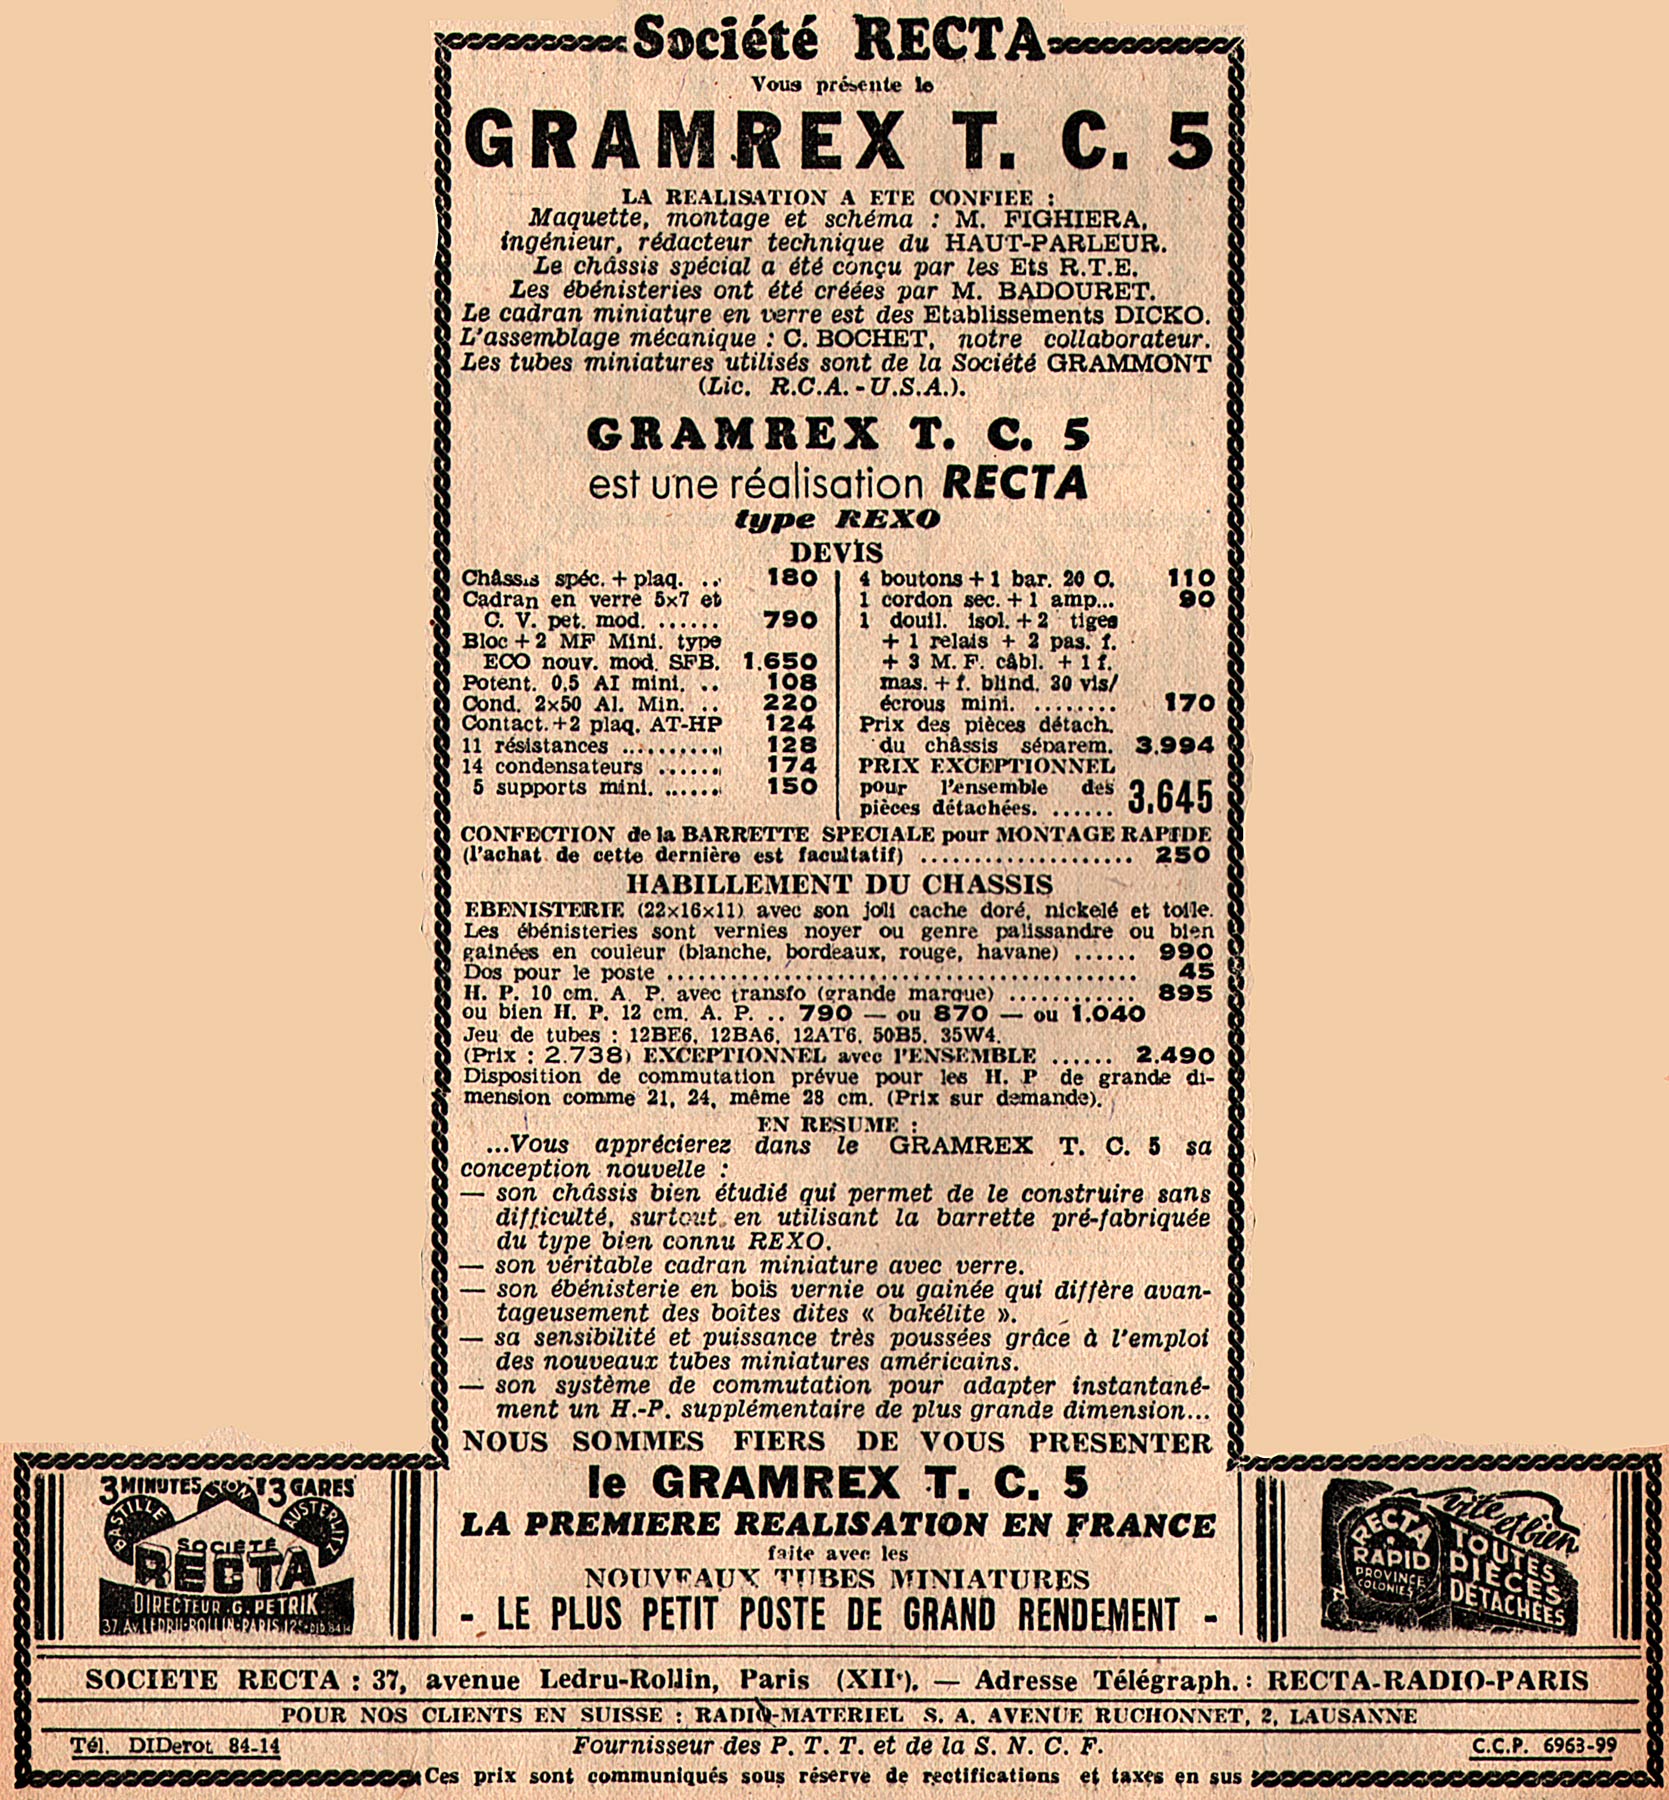 Société RECTA
Vous présente le
GRAMREX T. C. 5
LA REALISATION A ETE CONFIEE :
Maquette, montage et schéma : M. FIGHIERA,
ingénieur, rédacteur technique du HAUT-PARLEUR.
Le châssis spécial a été conçu par les Ets R.T.E.
Les ébénisteries ont été créées par M. BADOURET.
Le cadran miniature en verre est des Etablissements DICKO.
L'assemblage mécanique : C. BOCHET, notre collaborateur.
Les tubes miniatures utilisés sont de la Société GRAMMONT
(Lic. R.C.A. - U.S.A.).
GRAMREX T. C. 5
est une réalisation RECTA
type REXO
DEVIS
Châssis spéc. + plaq. .. 180
Cadran en verre 5×7 et
C. V. pet. mod. ...... 790
Bloc + 2 MF Mini. type
ECO nouv. mod. SFB. 1.650
Potent. 0,5 AI mini. .. 108
Cond. 2×50 Al. Min. .. 220
Contact. + 2 plaq. AT-HP 124
11 résistances .......... 128
14 condensateurs ...... 174
5 supports mini. ...... 150
4 boutons + 1 bar. 20 C. 110
1 cordon sec. + 1 amp... 90
1 douil. isol. + 2 tiges
+ 1 relais + 2 pas. f.
+ 3 M. F. câbl. + 1 f.
mas. + f. blind. 30 vis/
écrous mini. ........ 170
Prix des pièces détach.
du châssis séparem. 3.994
PRIX EXCEPTIONNEL
pour l'ensemble des
pièces détachées. ...... 3.645
CONFECTION de la BARRETTE SPECIALE pour MONTAGE RAPIDE
(l'achat de cette dernière est facultatif) .................... 250
HABILLEMENT DU CHASSIS
EBENISTERIE (22×16×11) avec son joli cache doré, nickelé et toile.
Les ébénisteries sont vernies noyer ou genre palissandre ou bien
gainées en couleur (blanche, bordeaux, rouge, havane) ...... 990
Dos pour le poste ............................................ 45
H. P. 10 cm. A. P. avec transfo (grande marque) ............ 895
ou bien H. P. 12 cm. A. P. .. 790 — ou 870 — ou 1.040
Jeu de tubes : 12BE6, 12BA6, 12AT6, 50B5, 35W4.
(Prix : 2.738) EXCEPTIONNEL avec l'ENSEMBLE ...... 2.490
Disposition de commutation prévue pour les H. P. de grande di-
mension comme 21, 24, même 28 cm. (Prix sur demande).
EN RESUME :
...Vous apprécierez dans le GRAMREX T. C. 5 sa
conception nouvelle :
— son châssis bien étudié qui permet de le construire sans
difficulté, surtout en utilisant la barrette pré-fabriquée
du type bien connu REXO.
— son véritable cadran miniature avec verre.
— son ébénisterie en bois vernie ou gainée qui diffère avan-
tageusement des boîtes dites « bakélite ».
— sa sensibilité et puissance très poussées grâce à l'emploi
des nouveaux tubes miniatures américains.
— son système de commutation pour adapter instantané-
ment un H.-P. supplémentaire de plus grande dimension...
NOUS SOMMES FIERS DE VOUS PRESENTER
le GRAMREX T. C. 5
LA PREMIERE REALISATION EN FRANCE
faite avec les
NOUVEAUX TUBES MINIATURES
- LE PLUS PETIT POSTE DE GRAND RENDEMENT -
3 MINUTES 3 GARES
BASTILLE LYON AUSTERLITZ
SOCIÉTÉ
RECTA
DIRECTEUR G. PETRIK
37, Av. LEDRU-ROLLIN-PARIS 12e DID. 84-14
Vite et bien
RECTA
RAPID
PROVINCE
COLONIES
TOUTES
PIÈCES
DÉTACHÉES
SOCIETE RECTA : 37, avenue Ledru-Rollin, Paris (XIIe). — Adresse Télégraph. : RECTA-RADIO-PARIS
POUR NOS CLIENTS EN SUISSE : RADIO-MATERIEL S. A. AVENUE RUCHONNET, 2, LAUSANNE
Tél. DIDerot 84-14 Fournisseur des P. T. T. et de la S. N. C. F. C.C.P. 6963-99
Ces prix sont communiqués sous réserve de rectifications et taxes en sus